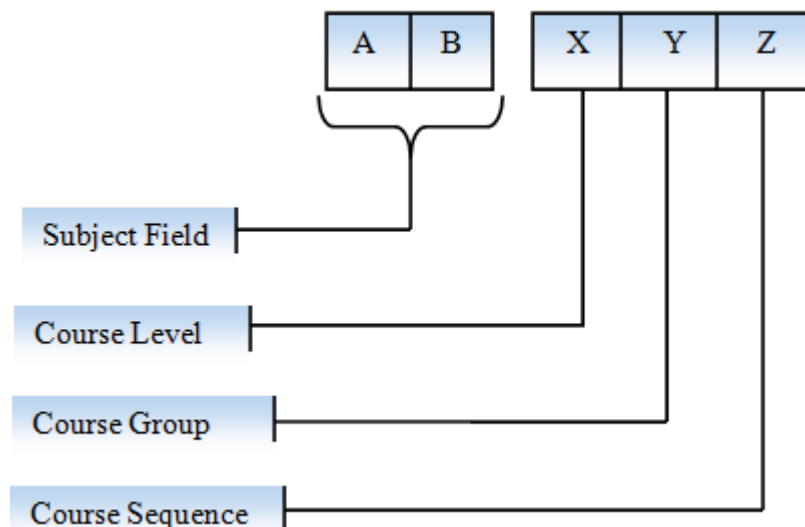 A B X Y Z
Subject Field
Course Level
Course Group
Course Sequence